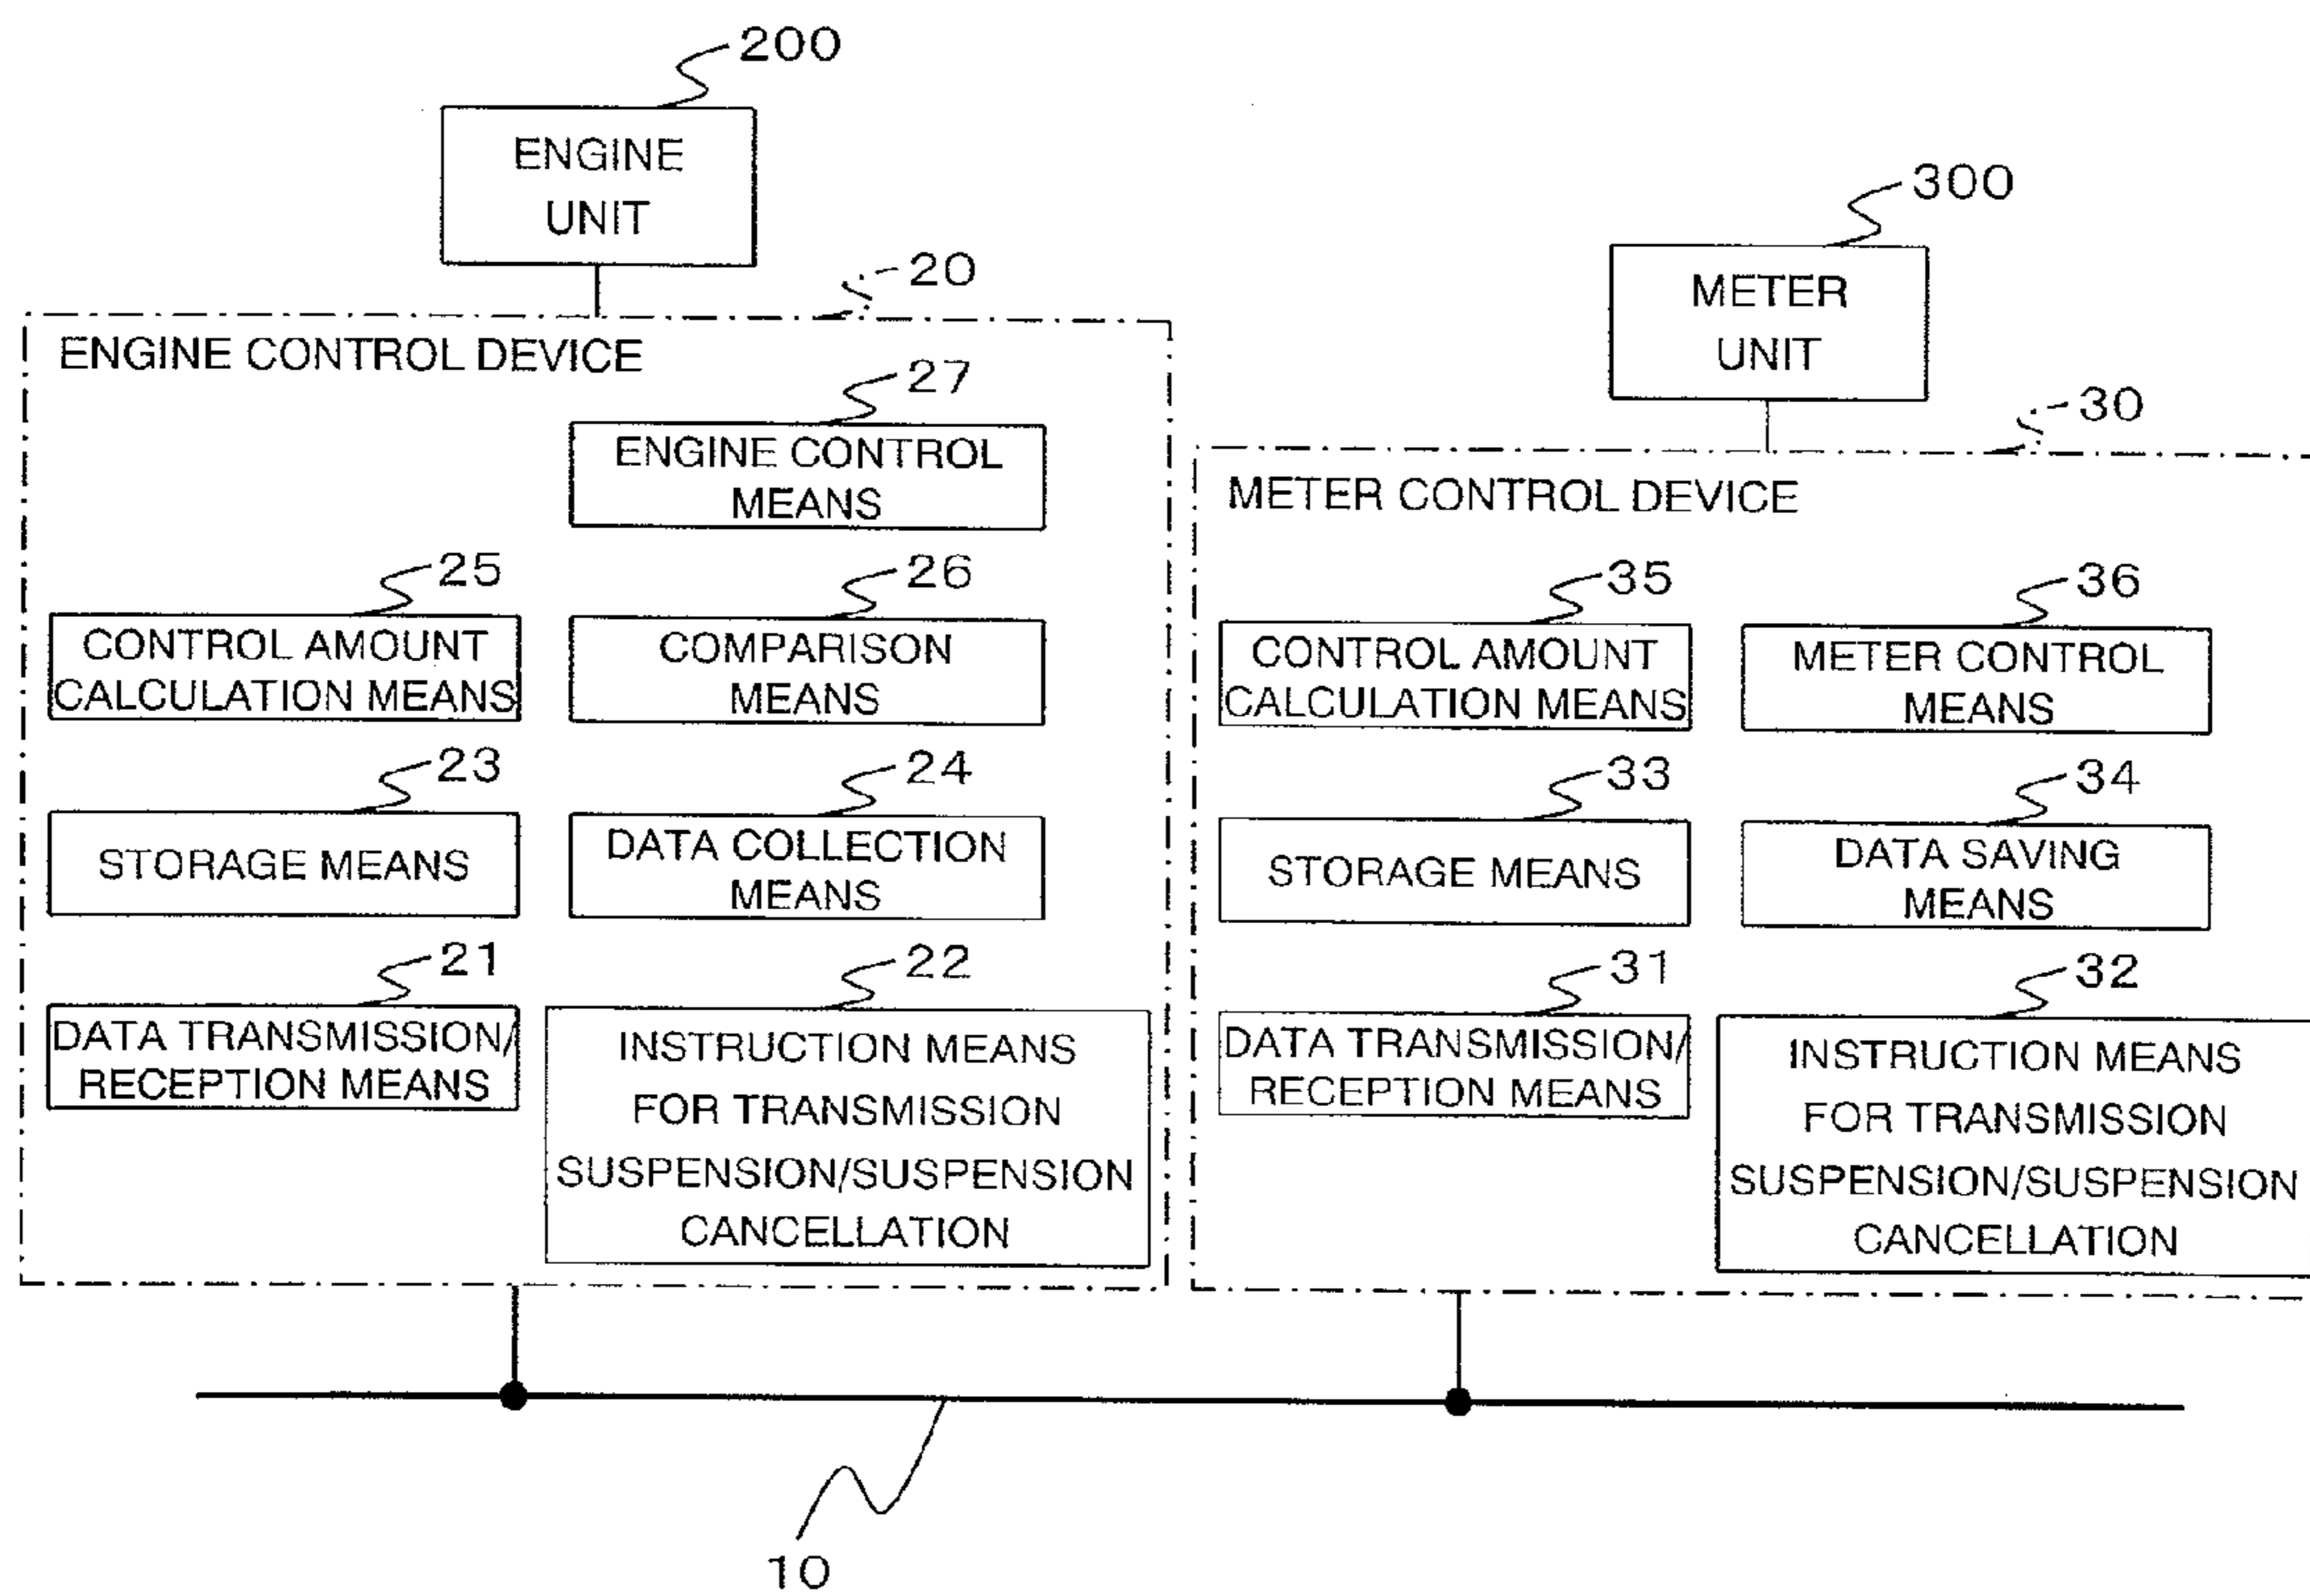 200
ENGINE
UNIT
20
ENGINE CONTROL DEVICE
27
ENGINE CONTROL
MEANS
25
CONTROL AMOUNT
CALCULATION MEANS
26
COMPARISON
MEANS
23
STORAGE MEANS
24
DATA COLLECTION
MEANS
21
DATA TRANSMISSION/
RECEPTION MEANS
22
INSTRUCTION MEANS
FOR TRANSMISSION
SUSPENSION/SUSPENSION
CANCELLATION
300
METER
UNIT
30
METER CONTROL DEVICE
35
CONTROL AMOUNT
CALCULATION MEANS
36
METER CONTROL
MEANS
33
STORAGE MEANS
34
DATA SAVING
MEANS
31
DATA TRANSMISSION/
RECEPTION MEANS
32
INSTRUCTION MEANS
FOR TRANSMISSION
SUSPENSION/SUSPENSION
CANCELLATION
10